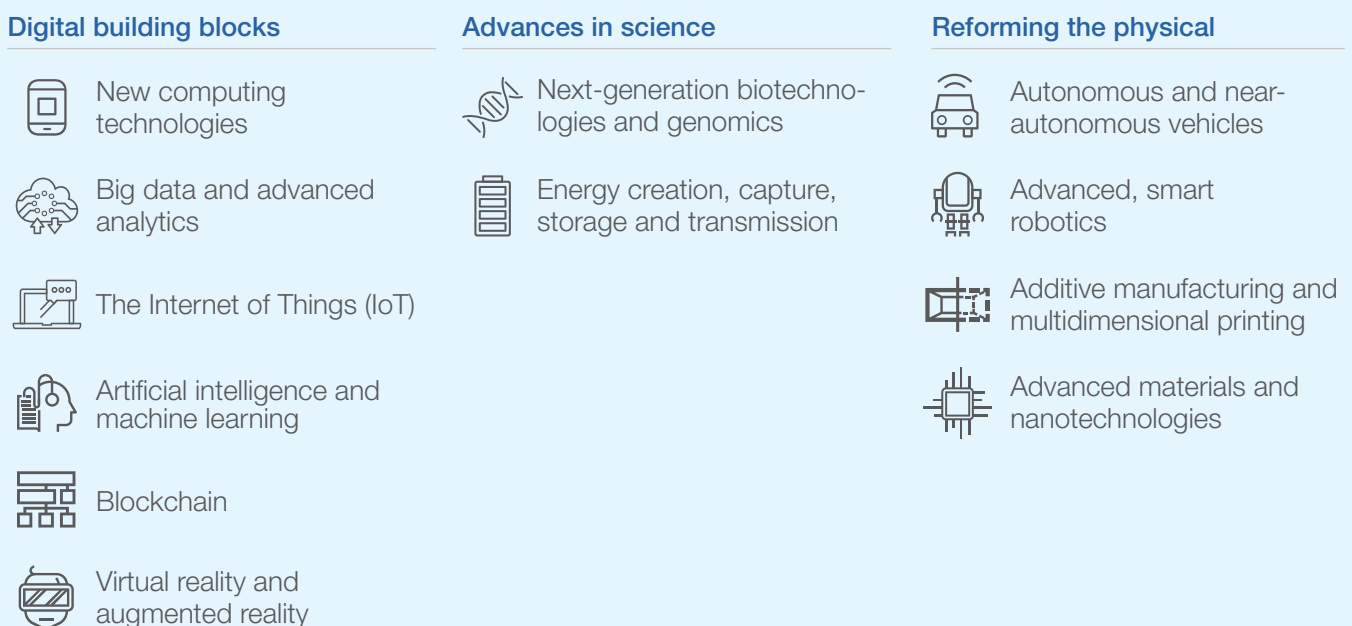 Digital building blocks
New computing
technologies
Big data and advanced
analytics
The Internet of Things (IoT)
Artificial intelligence and
machine learning
Blockchain
Virtual reality and
augmented reality
Advances in science
Next-generation biotechno-
logies and genomics
Energy creation, capture,
storage and transmission
Reforming the physical
Autonomous and near-
autonomous vehicles
Advanced, smart
robotics
Additive manufacturing and
multidimensional printing
Advanced materials and
nanotechnologies